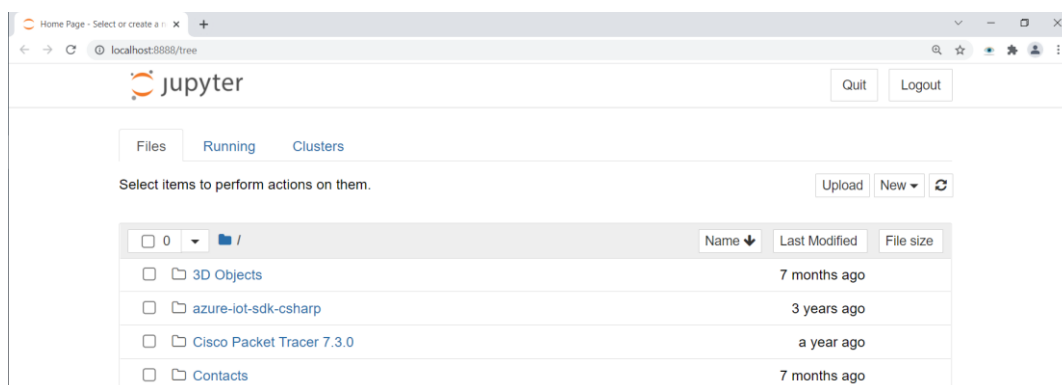 Home Page - Select or create a n
localhost:8888/tree
jupyter
Quit Logout
Files Running Clusters
Select items to perform actions on them.
Upload New
0 /
Name Last Modified File size
3D Objects 7 months ago
azure-iot-sdk-csharp 3 years ago
Cisco Packet Tracer 7.3.0 a year ago
Contacts 7 months ago